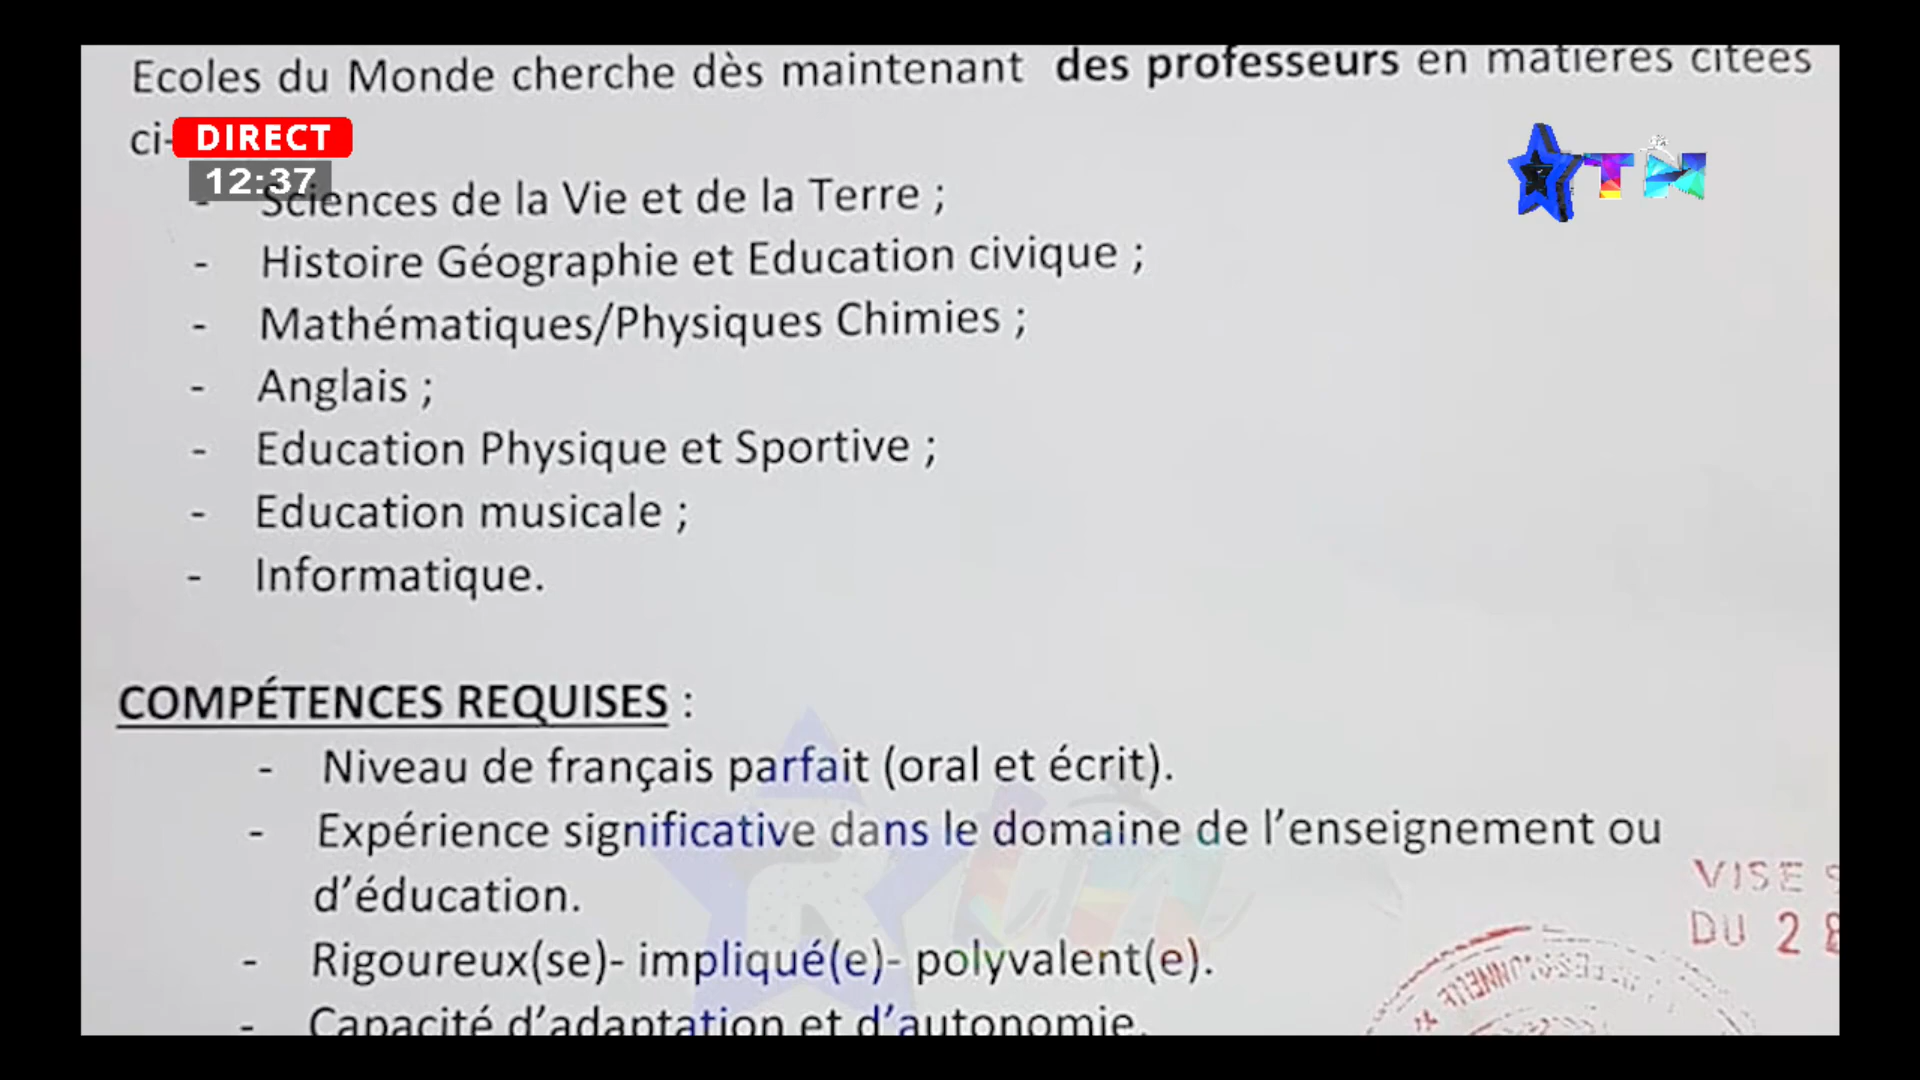 Ecoles du Monde cherche dès maintenant des professeurs en matières citées
ci-
DIRECT
12:37
TN
- Sciences de la Vie et de la Terre ;
- Histoire Géographie et Education civique ;
- Mathématiques/Physiques Chimies ;
- Anglais ;
- Education Physique et Sportive ;
- Education musicale ;
- Informatique.
COMPÉTENCES REQUISES :
- Niveau de français parfait (oral et écrit).
- Expérience significative dans le domaine de l'enseignement ou
d'éducation.
- Rigoureux(se)- impliqué(e)- polyvalent(e).
- Capacité d'adaptation et d'autonomie.
VISE
DU 28